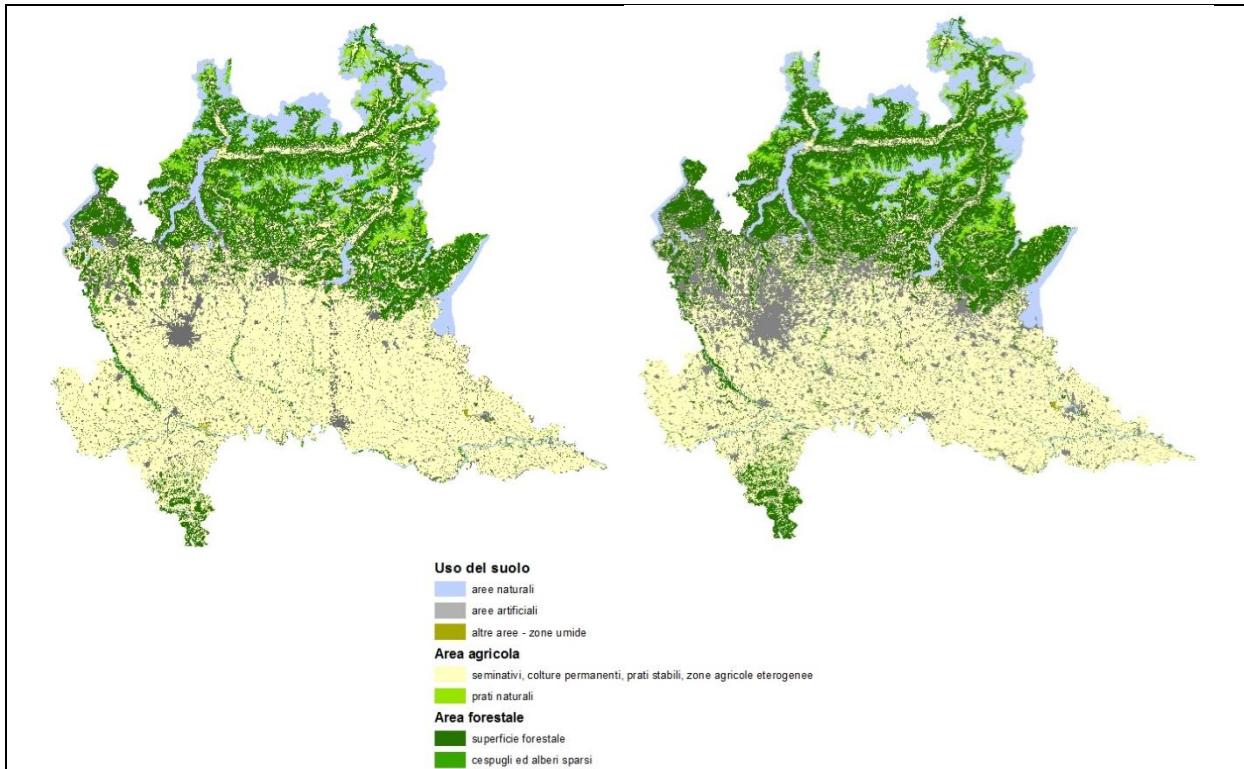 Uso del suolo
aree naturali
aree artificiali
altre aree - zone umide
Area agricola
seminativi, colture permanenti, prati stabili, zone agricole eterogenee
prati naturali
Area forestale
superficie forestale
cespugli ed alberi sparsi